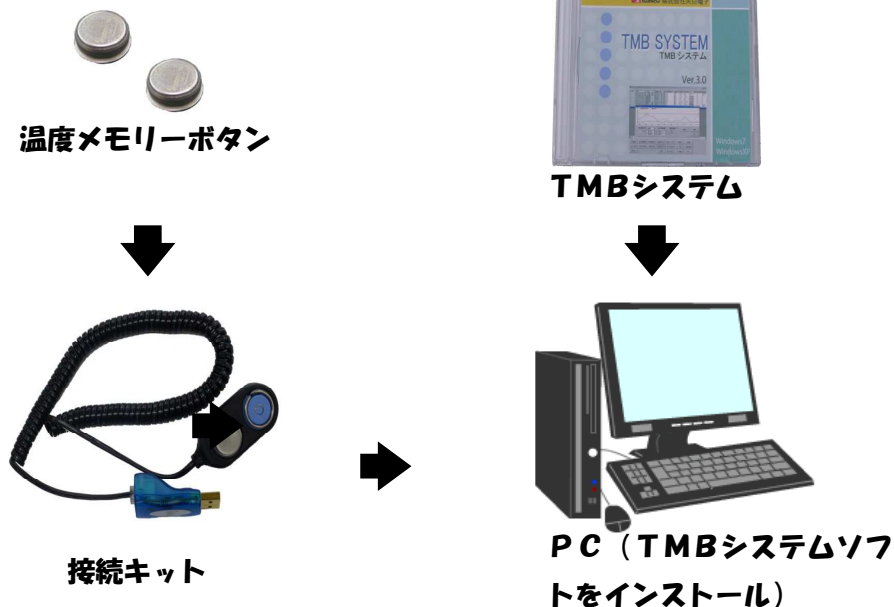 TMB SYSTEM
TMB システム
Ver.3.0
Windows7
WindowsXP
温度メモリーボタン
TMBシステム
接続キット
PC（TMBシステムソフ
トをインストール）